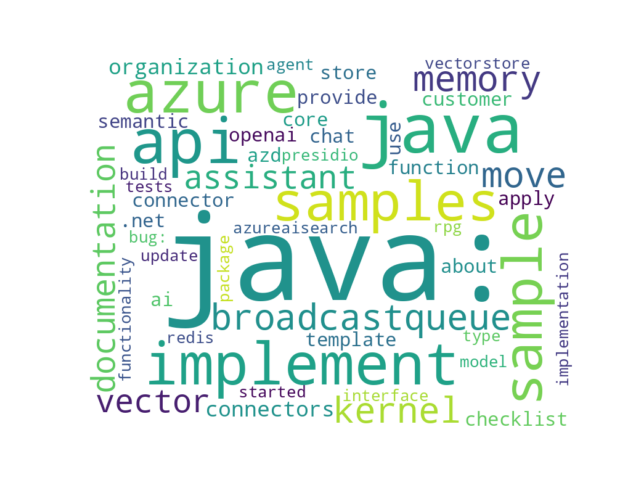 organization
agent
store
vectorstore
memory
azure
provide
customer
semantic
api
openai
core
chat
use
java
documentation
build
tests
azd
presidio
function
assistant
move
connector
samples
apply
.net
bug:
azureaisearch
rpg
sample
java:
update
package
about
functionality
ai
broadcastqueue
implementation
redis
template
type
implement
model
vector
started
interface
connectors
kernel
checklist